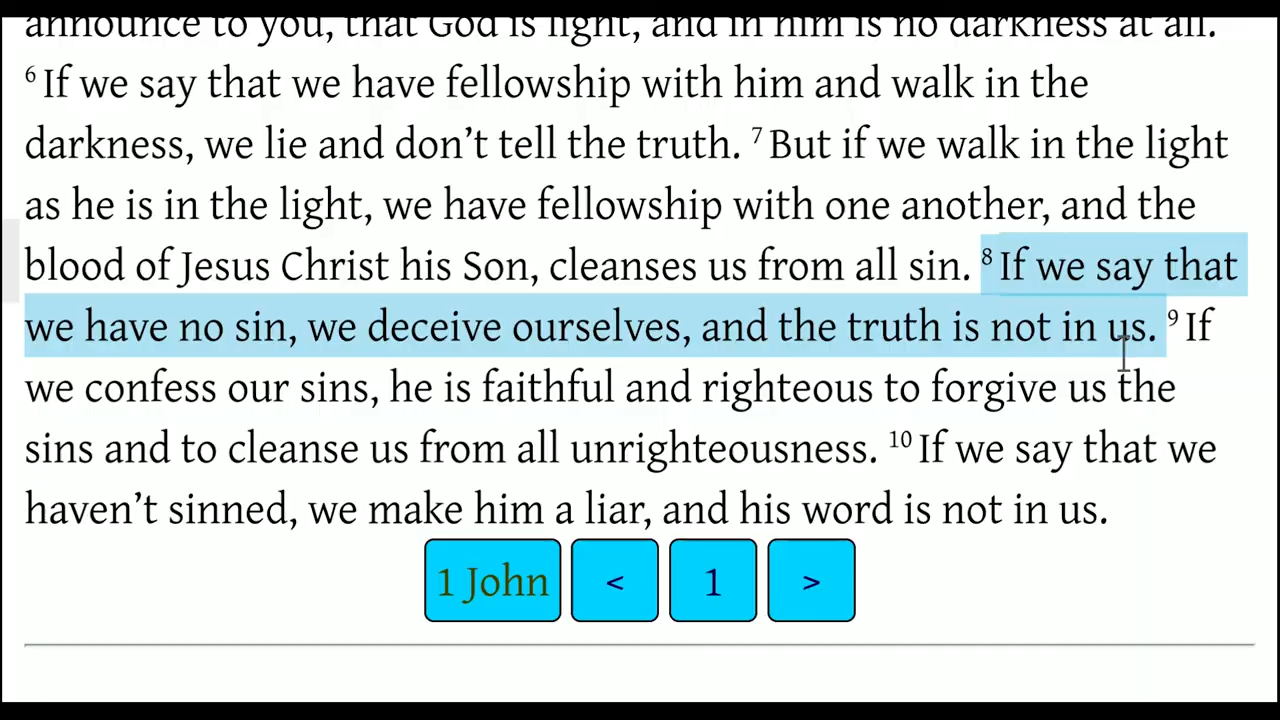 announce to you, that God is light, and in him is no darkness at all.
6 If we say that we have fellowship with him and walk in the
darkness, we lie and don’t tell the truth. 7 But if we walk in the light
as he is in the light, we have fellowship with one another, and the
blood of Jesus Christ his Son, cleanses us from all sin. 8 If we say that
we have no sin, we deceive ourselves, and the truth is not in us. 9 If
we confess our sins, he is faithful and righteous to forgive us the
sins and to cleanse us from all unrighteousness. 10 If we say that we
haven’t sinned, we make him a liar, and his word is not in us.
1 John < 1 >